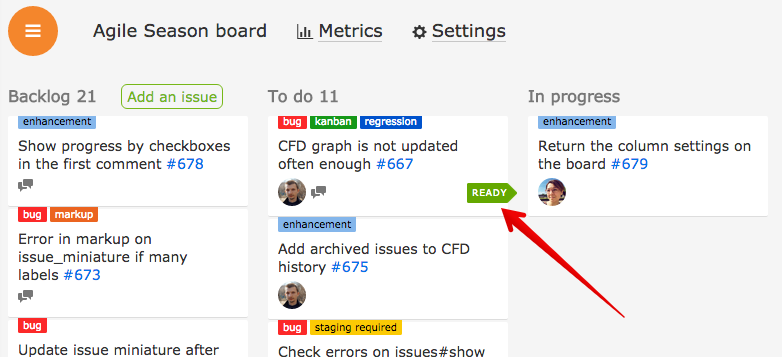 Agile Season board Metrics Settings
Backlog 21 Add an issue
enhancement
Show progress by checkboxes
in the first comment #678
bug markup
Error in markup on
issue_miniature if many
labels #673
bug
Update issue miniature after
To do 11
bug kanban regression
CFD graph is not updated
often enough #667
READY
enhancement
Add archived issues to CFD
history #675
bug staging required
Check errors on issues#show
In progress
enhancement
Return the column settings on
the board #679